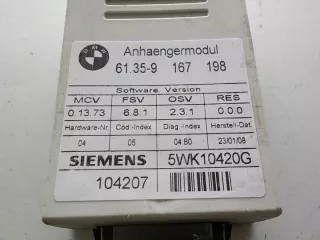 BMW
Anhaengermodul
61.35-9 167 198
Software. Version
MCV FSV OSV RES
0.13.73 6.8.1 2.3.1 0.0.0
Hardware-Nr. Cod.-Index Diag.-Index Herstell-Dat.
04 05 04 B0 23/01/08
SIEMENS 5WK10420G
104207